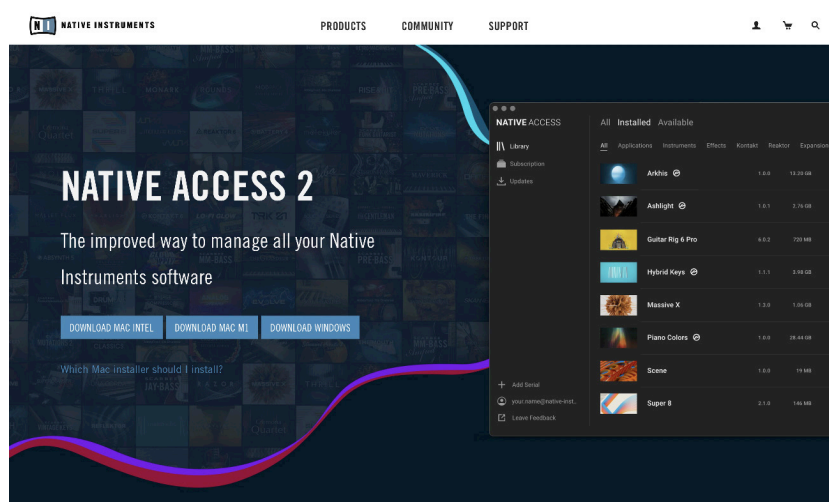 NI NATIVE INSTRUMENTS
PRODUCTS COMMUNITY SUPPORT
NATIVE ACCESS 2
The improved way to manage all your Native
Instruments software
DOWNLOAD MAC INTEL DOWNLOAD MAC M1 DOWNLOAD WINDOWS
Which Mac installer should I install?
NATIVE ACCESS
Library
Subscription
Updates
All Installed Available
All Applications Instruments Effects Kontakt Reaktor Expansion
Arkhis 1.0.0 13.20 GB
Ashlight 1.0.1 2.76 GB
Guitar Rig 6 Pro 6.0.2 720 MB
Hybrid Keys 1.1.1 3.98 GB
Massive X 1.3.0 1.06 GB
Piano Colors 1.0.0 28.44 GB
Scene 1.0.0 19 MB
Super 8 2.1.0 146 MB
Add Serial
your.name@native-inst..
Leave Feedback